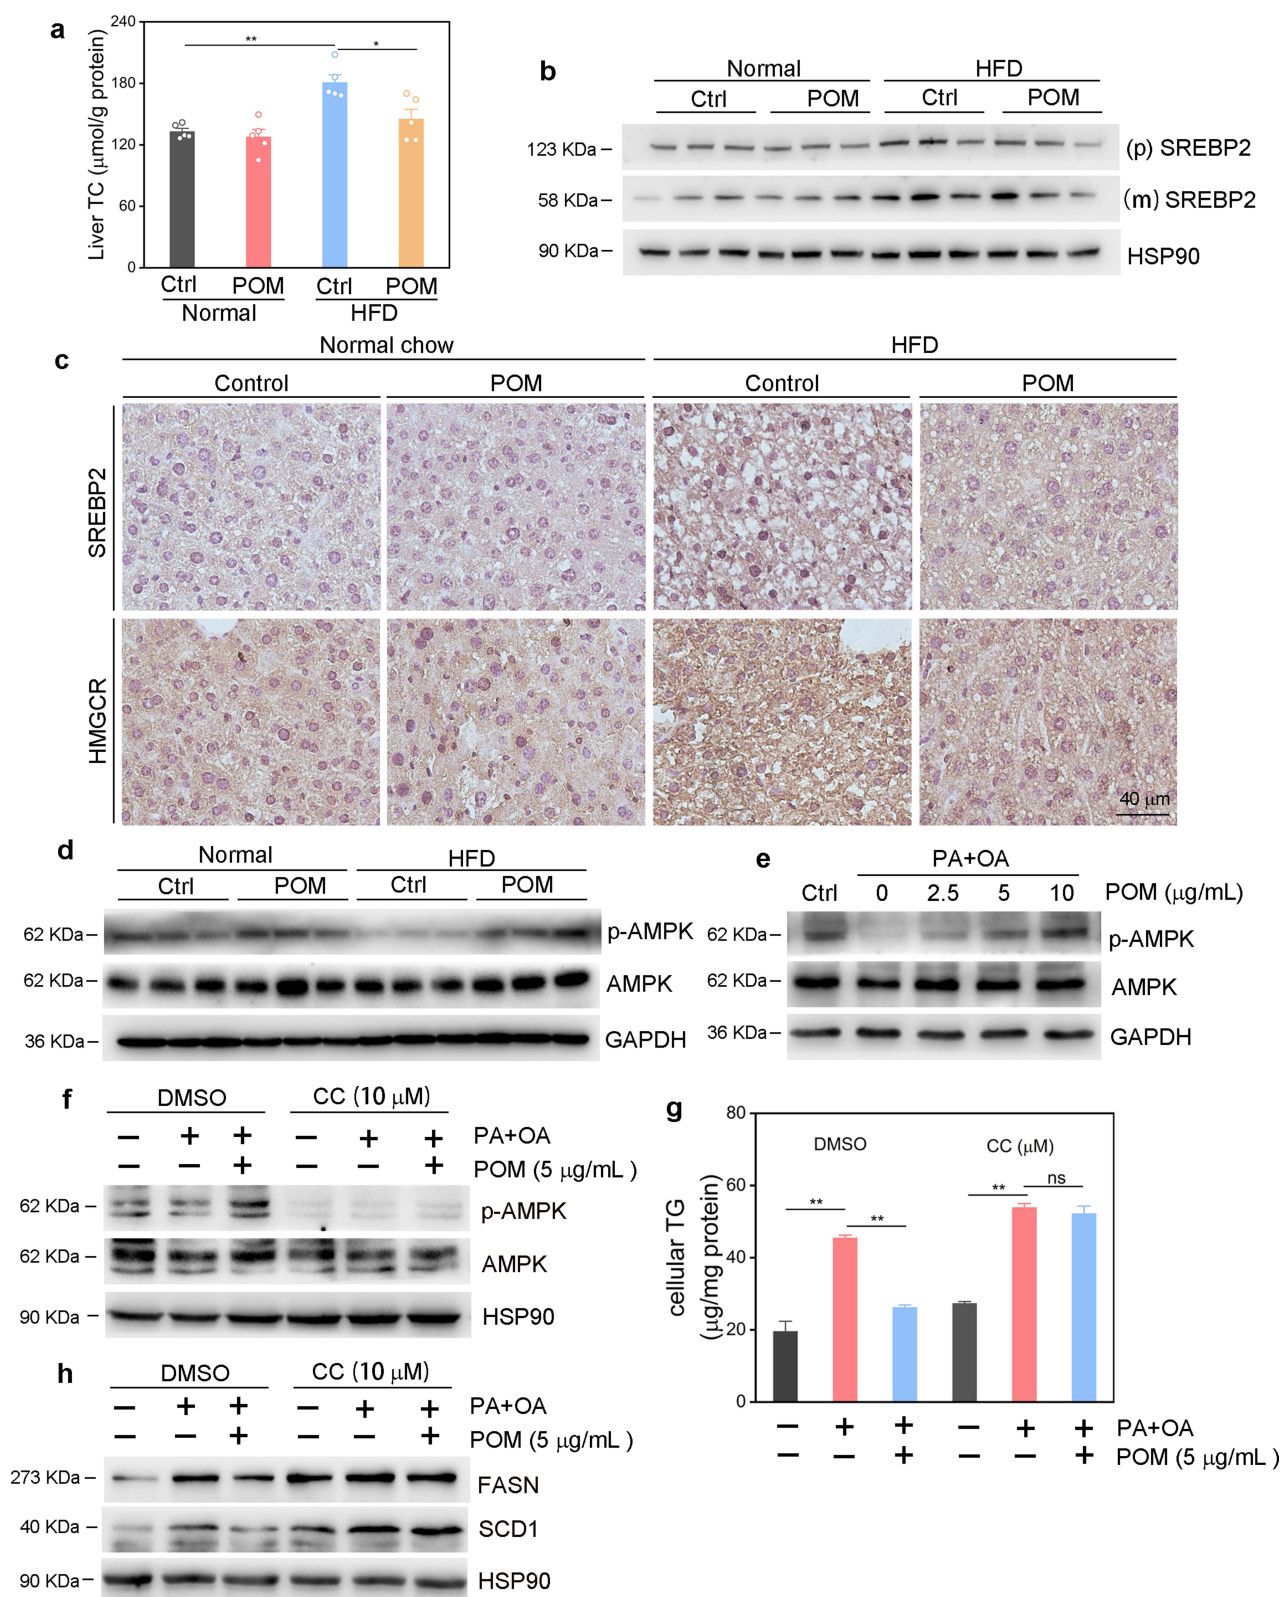 a
Liver TC (μmol/g protein)
240
180
120
60
0
**
*
Ctrl POM Ctrl POM
Normal HFD
b
Normal HFD
Ctrl POM Ctrl POM
123 KDa
(p) SREBP2
58 KDa
(m) SREBP2
90 KDa
HSP90
c
Normal chow HFD
Control POM Control POM
SREBP2
HMGCR
40 μm
d
Normal HFD
Ctrl POM Ctrl POM
62 KDa
p-AMPK
62 KDa
AMPK
36 KDa
GAPDH
e
PA+OA
Ctrl 0 2.5 5 10 POM (μg/mL)
62 KDa
p-AMPK
62 KDa
AMPK
36 KDa
GAPDH
f
DMSO CC (10 μM)
− + + − + + PA+OA
− − + − − + POM (5 μg/mL )
62 KDa
p-AMPK
62 KDa
AMPK
90 KDa
HSP90
g
cellular TG
(μg/mg protein)
80
60
40
20
0
DMSO CC (μM)
** ** ** ns
− + + − + + PA+OA
− − + − − + POM (5 μg/mL )
h
DMSO CC (10 μM)
− + + − + + PA+OA
− − + − − + POM (5 μg/mL )
273 KDa
FASN
40 KDa
SCD1
90 KDa
HSP90